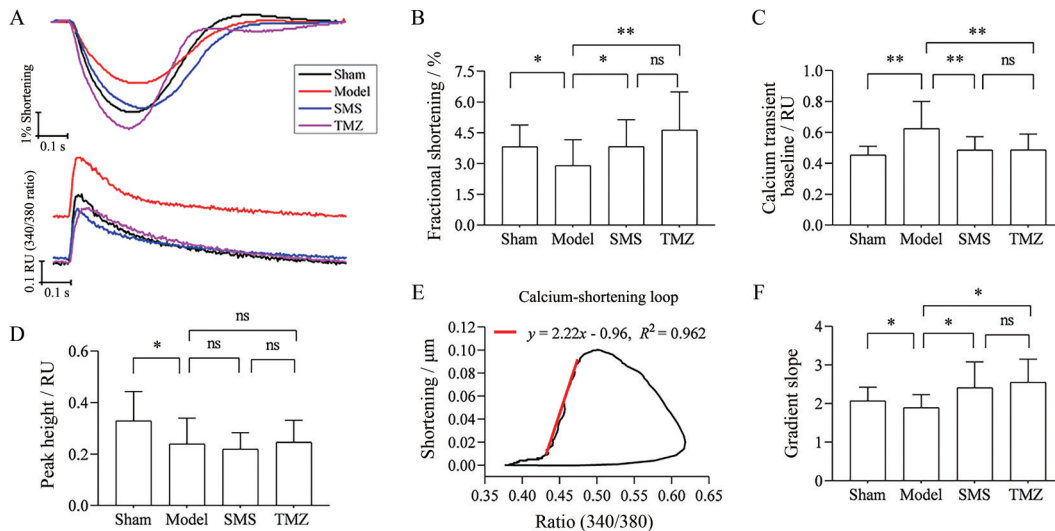 A
1% Shortening
0.1 s
Sham
Model
SMS
TMZ
0.1 RU (340/380 ratio)
0.1 s
B
**
*
*
ns
Fractional shortening / %
7.5
6.0
4.5
3.0
1.5
0.0
Sham Model SMS TMZ
C
**
**
**
ns
Calcium transient
baseline / RU
1.0
0.8
0.6
0.4
0.2
0.0
Sham Model SMS TMZ
D
ns
*
ns
ns
Peak height / RU
0.6
0.4
0.2
0.0
Sham Model SMS TMZ
E
Calcium-shortening loop
y = 2.22x - 0.96, R² = 0.962
Shortening / μm
0.12
0.10
0.08
0.06
0.04
0.02
0.00
0.35 0.40 0.45 0.50 0.55 0.60 0.65
Ratio (340/380)
F
*
*
*
ns
Gradient slope
4
3
2
1
0
Sham Model SMS TMZ